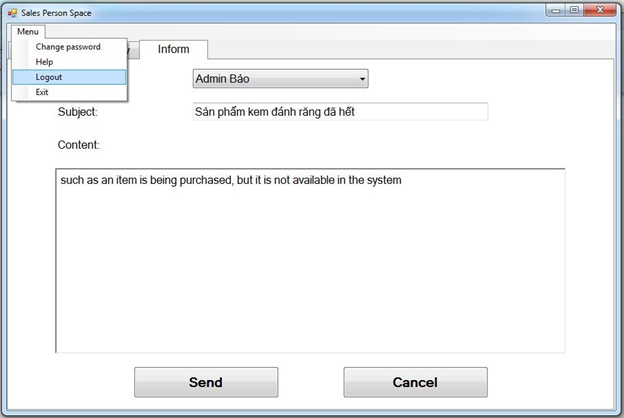 Sales Person Space
Menu
Change password
Help
Logout
Exit
Inform
Admin Bảo
Subject:
Sản phẩm kem đánh răng đã hết
Content:
such as an item is being purchased, but it is not available in the system
Send
Cancel